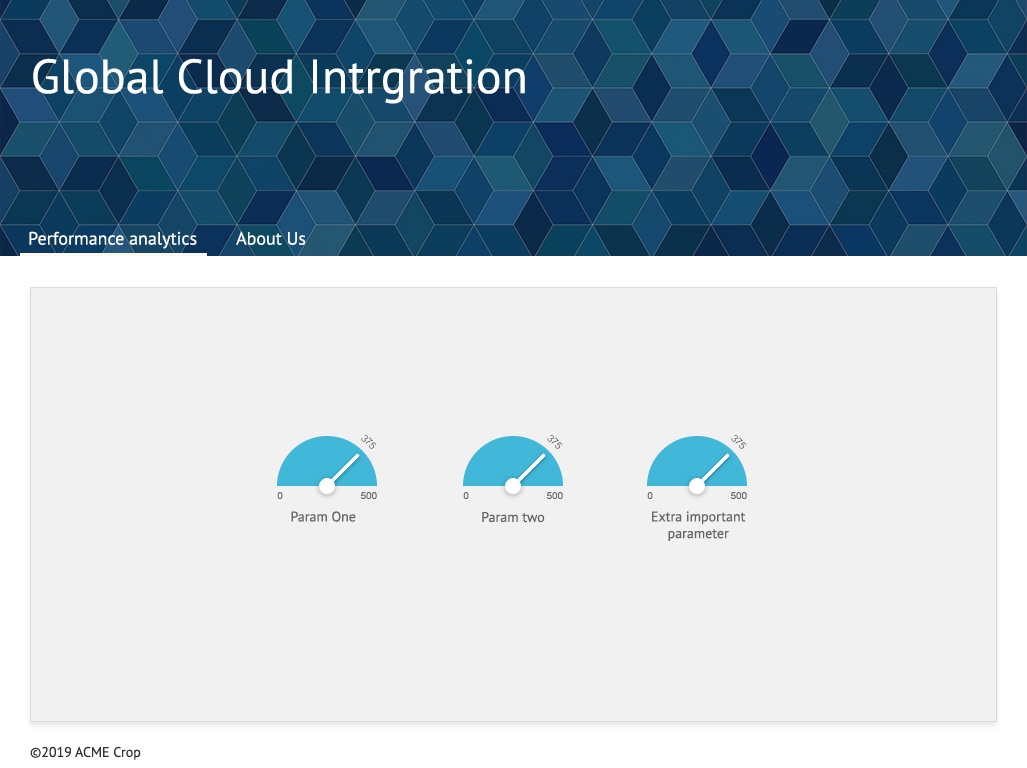 Global Cloud Intrgration
Performance analytics
About Us
375
0
500
Param One
375
0
500
Param two
375
0
500
Extra important
parameter
©2019 ACME Crop